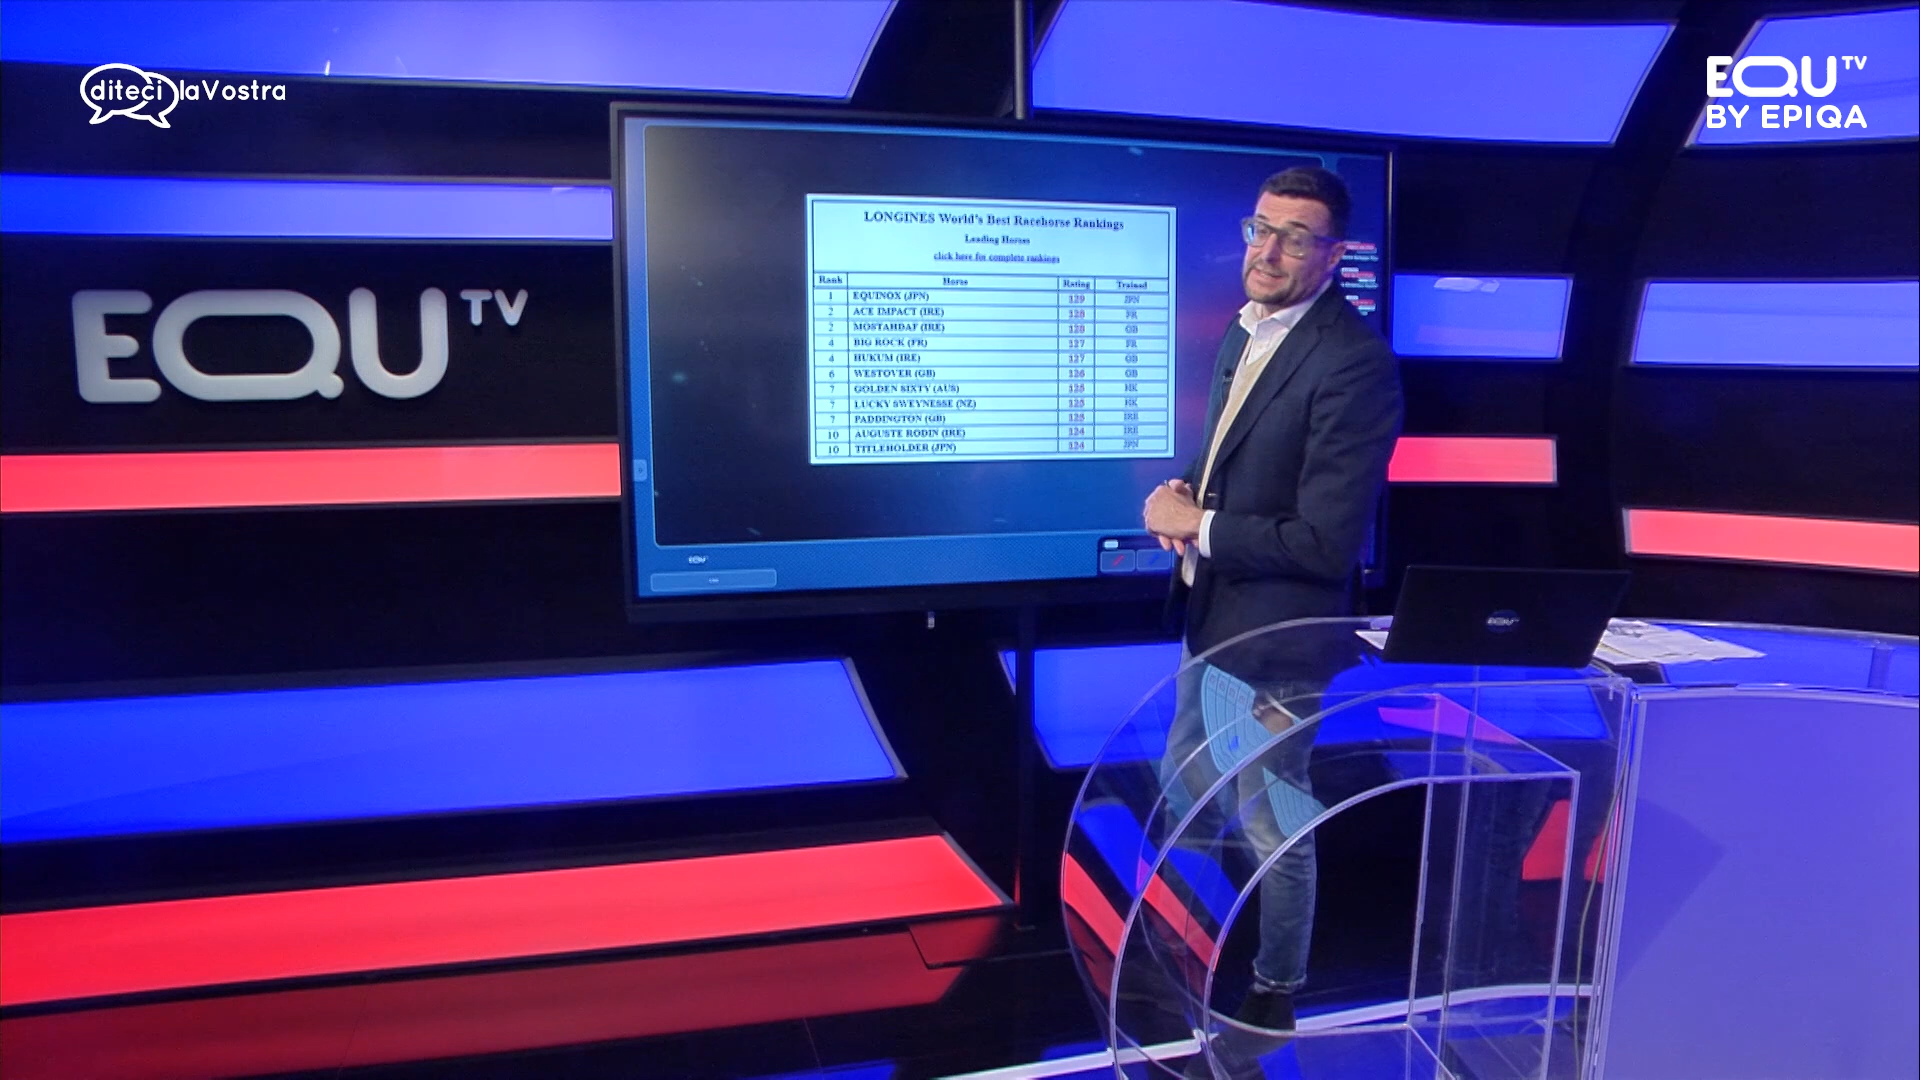 diteci laVostra
EQU TV
BY EPIQA
EQU TV
LONGINES World's Best Racehorse Rankings
Leading Horses
click here for complete rankings
Rank Horse Rating Trained
1 EQUINOX (JPN) 129 JPN
2 ACE IMPACT (IRE) 128 FR
2 MOSTAHDAF (IRE) 128 GB
4 BIG ROCK (FR) 127 FR
4 HUKUM (IRE) 127 GB
6 WESTOVER (GB) 126 GB
7 GOLDEN SIXTY (AUS) 125 HK
7 LUCKY SWEYNESSE (NZ) 125 HK
7 PADDINGTON (GB) 125 IRE
10 AUGUSTE RODIN (IRE) 124 IRE
10 TITLEHOLDER (JPN) 124 JPN
EQU TV
EQU TV